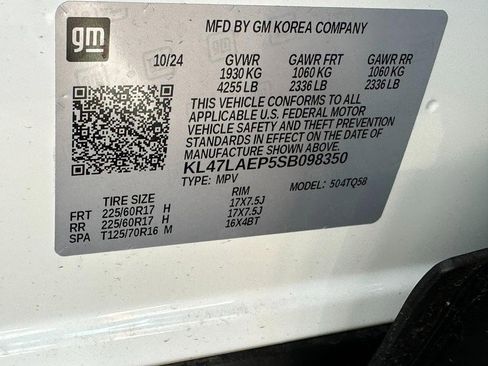 gm
MFD BY GM KOREA COMPANY
10/24 GVWR GAWR FRT GAWR RR
1930 KG 1060 KG 1060 KG
4255 LB 2336 LB 2336 LB
THIS VEHICLE CONFORMS TO ALL
APPLICABLE U.S. FEDERAL MOTOR
VEHICLE SAFETY AND THEFT PREVENTION
STANDARDS IN EFFECT ON THE DATE OF
MANUFACTURE SHOWN ABOVE.
KL47LAEP5SB098350
TYPE: MPV MODEL: 504TQ58
TIRE SIZE RIM
FRT 225/60R17 H 17X7.5J
RR 225/60R17 H 17X7.5J
SPA T125/70R16 M 16X4BT